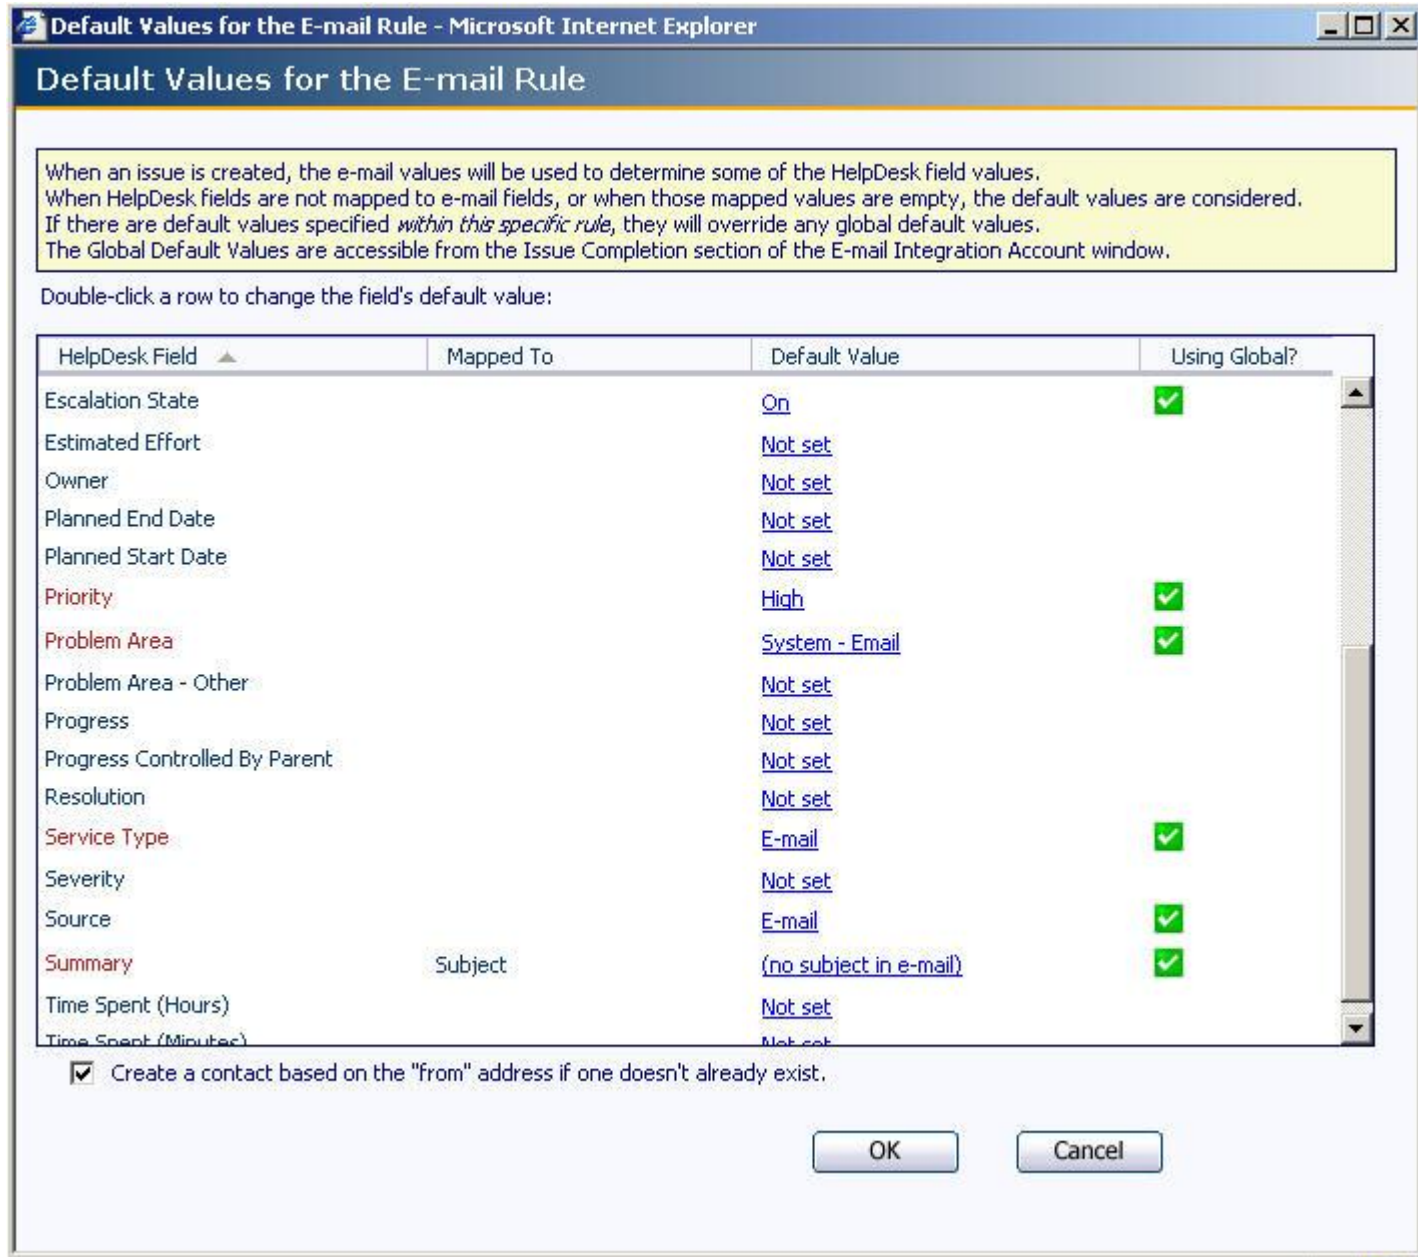 Default Values for the E-mail Rule - Microsoft Internet Explorer
Default Values for the E-mail Rule
When an issue is created, the e-mail values will be used to determine some of the HelpDesk field values.
When HelpDesk fields are not mapped to e-mail fields, or when those mapped values are empty, the default values are considered.
If there are default values specified within this specific rule, they will override any global default values.
The Global Default Values are accessible from the Issue Completion section of the E-mail Integration Account window.
Double-click a row to change the field's default value:
HelpDesk Field Mapped To Default Value Using Global?
Escalation State On
Estimated Effort Not set
Owner Not set
Planned End Date Not set
Planned Start Date Not set
Priority High
Problem Area System - Email
Problem Area - Other Not set
Progress Not set
Progress Controlled By Parent Not set
Resolution Not set
Service Type E-mail
Severity Not set
Source E-mail
Summary Subject (no subject in e-mail)
Time Spent (Hours) Not set
Time Spent (Minutes) Not set
Create a contact based on the "from" address if one doesn't already exist.
OK Cancel